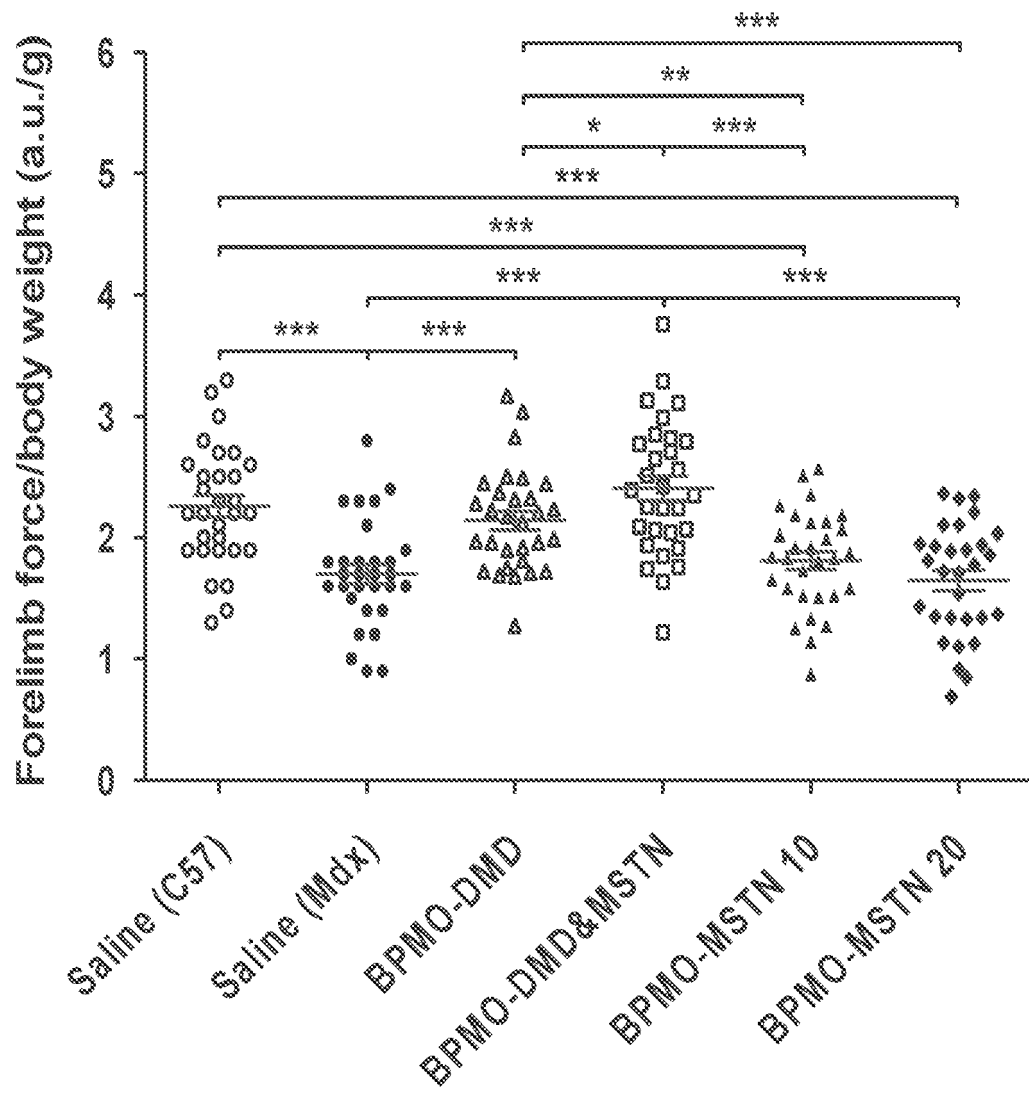 Forelimb force/body weight (a.u./g)
6
5
4
3
2
1
0
***
**
* ***
***
***
*** ***
*** ***
Saline (C57)
Saline (Mdx)
BPMO-DMD
BPMO-DMD&MSTN
BPMO-MSTN 10
BPMO-MSTN 20